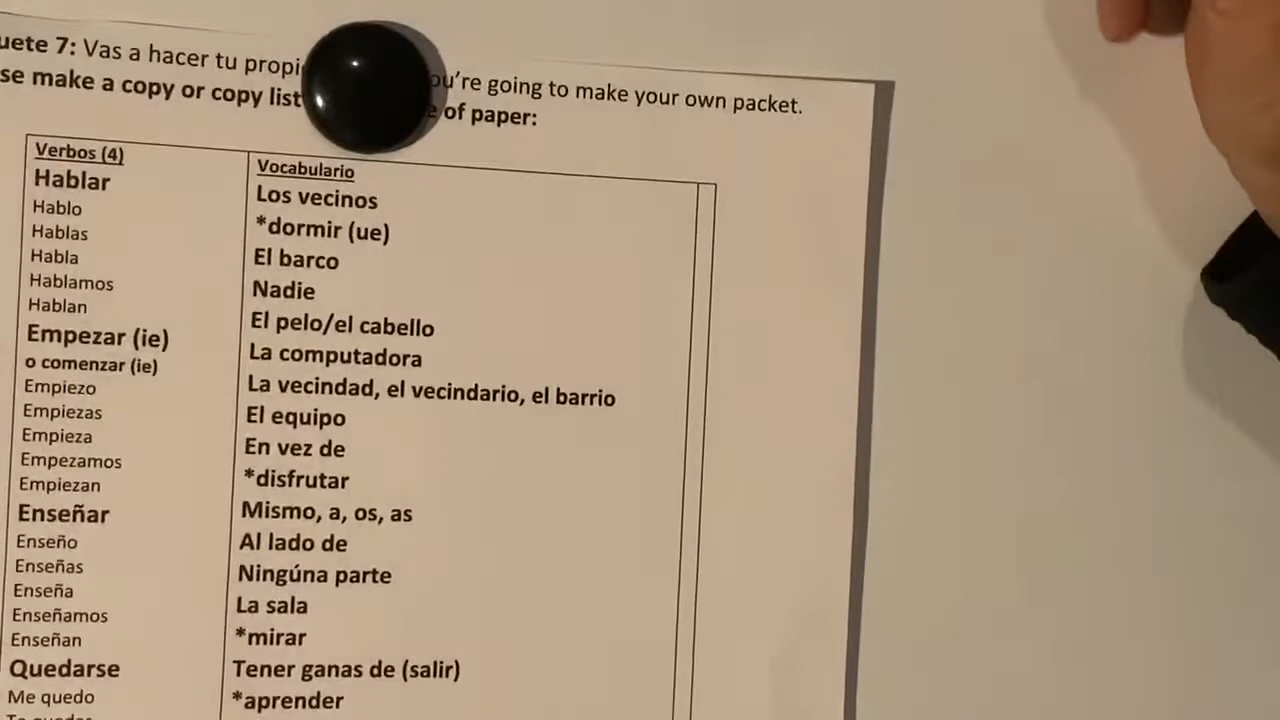 7: Vas a hacer tu you're going to make your own packet.
make a copy or copy list of paper:
Verbos (4)
Hablar
Hablo
Hablas
Habla
Hablamos
Hablan
Empezar (ie)
o comenzar (ie)
Empiezo
Empiezas
Empieza
Empezamos
Empiezan
Enseñar
Enseño
Enseñas
Enseña
Enseñamos
Enseñan
Quedarse
Me quedo
Vocabulario
Los vecinos
*dormir (ue)
El barco
Nadie
El pelo/el cabello
La computadora
La vecindad, el vecindario, el barrio
El equipo
En vez de
*disfrutar
Mismo, a, os, as
Al lado de
Ningúna parte
La sala
*mirar
Tener ganas de (salir)
*aprender